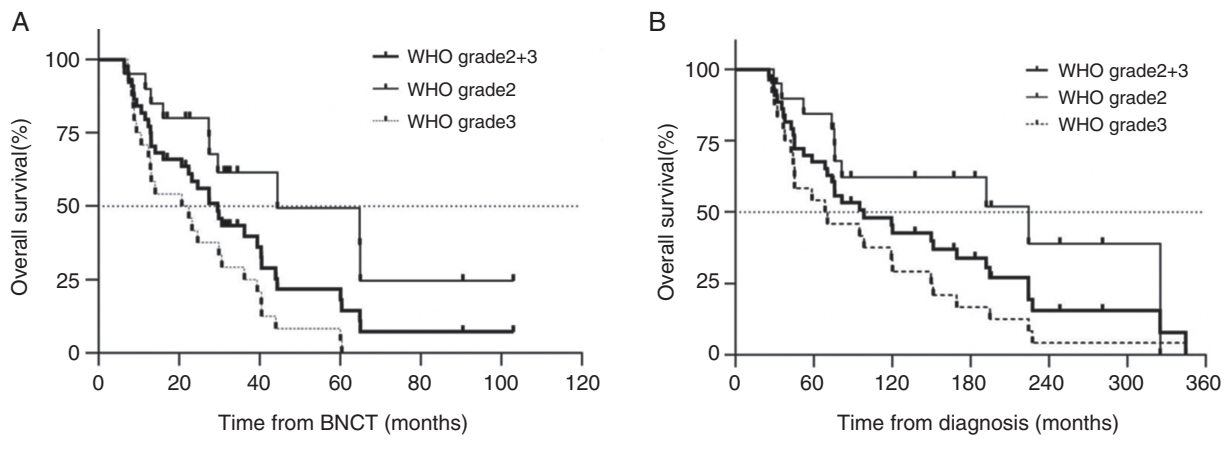 A
100
75
50
25
0
Overall survival(%)
0 20 40 60 80 100 120
Time from BNCT (months)
WHO grade2+3
WHO grade2
WHO grade3
B
100
75
50
25
0
Overall survival(%)
0 60 120 180 240 300 360
Time from diagnosis (months)
WHO grade2+3
WHO grade2
WHO grade3